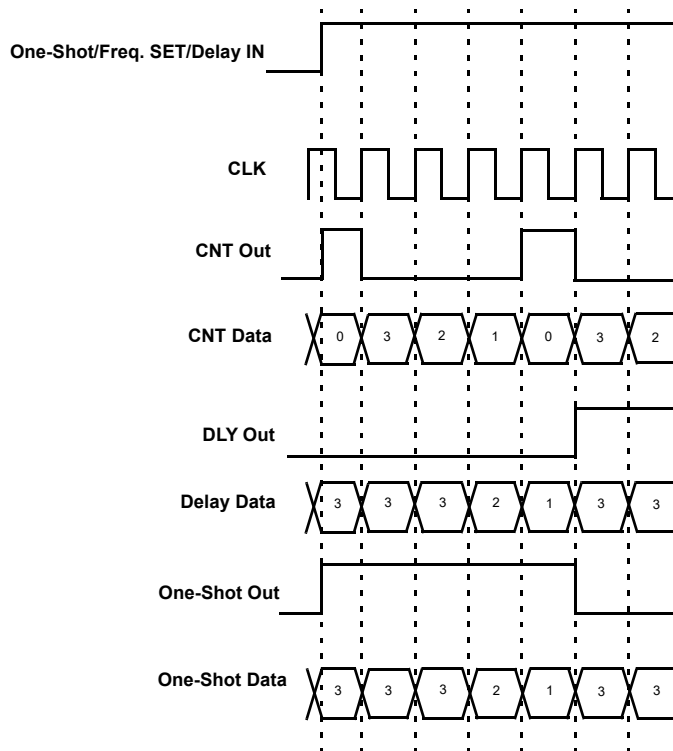 One-Shot/Freq. SET/Delay IN
CLK
CNT Out
CNT Data
0 3 2 1 0 3 2
DLY Out
Delay Data
3 3 3 2 1 3 3
One-Shot Out
One-Shot Data
3 3 3 2 1 3 3